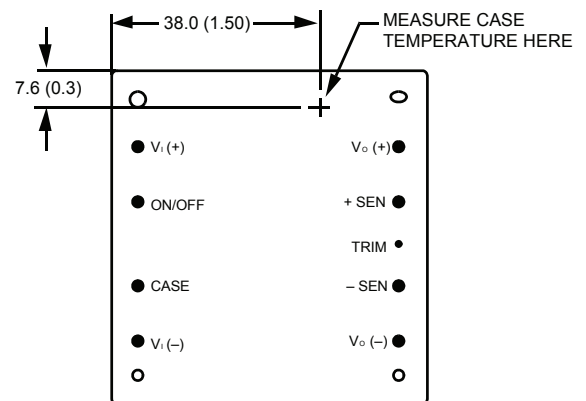 38.0 (1.50)
MEASURE CASE
TEMPERATURE HERE
7.6 (0.3)
VI (+)
VO (+)
ON/OFF
+ SEN
TRIM
CASE
– SEN
VI (–)
VO (–)